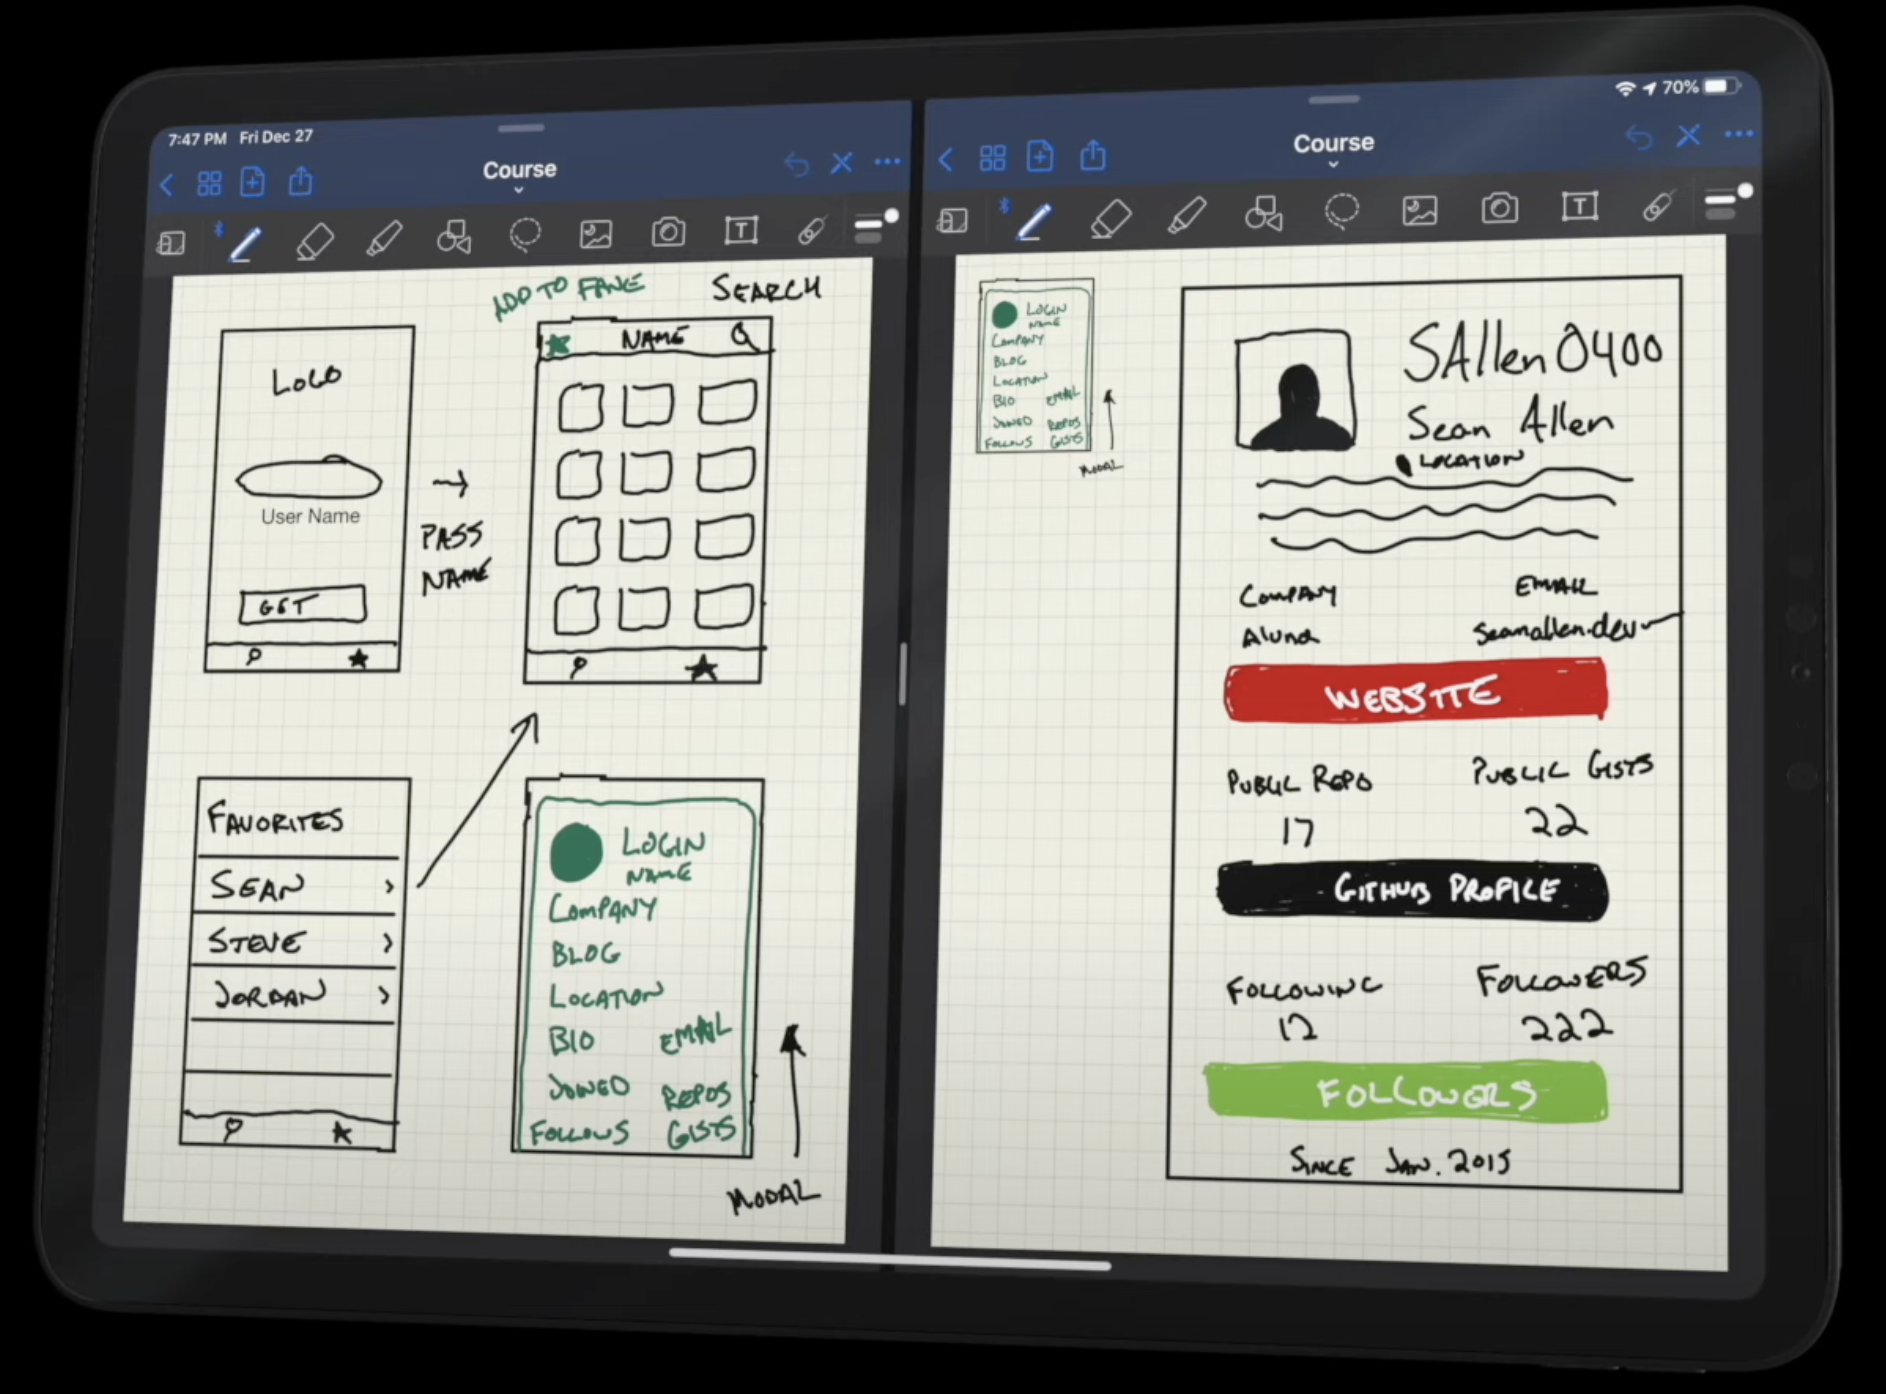 7:47 PM Fri Dec 27
70%
Course
Course
T
T
ADD TO FAVE
SEARCH
LOGO
User Name
GET
PASS
NAME
NAME
FAVORITES
SEAN >
STEVE >
JORDAN >
LOGIN
NAME
COMPANY
BLOG
LOCATION
BIO EMAIL
JOINED REPOS
FOLLOWS GISTS
MODAL
LOGIN
NAME
COMPANY
BLOG
LOCATION
BIO EMAIL
JOINED REPOS
FOLLOWS GISTS
MODAL
SAllen0400
Sean Allen
LOCATION
COMPANY EMAIL
Aluna seanallen.dev
WEBSITE
PUBLIC REPO PUBLIC GISTS
17 22
GITHUB PROFILE
FOLLOWING FOLLOWERS
12 222
FOLLOWERS
SINCE JAN. 2015